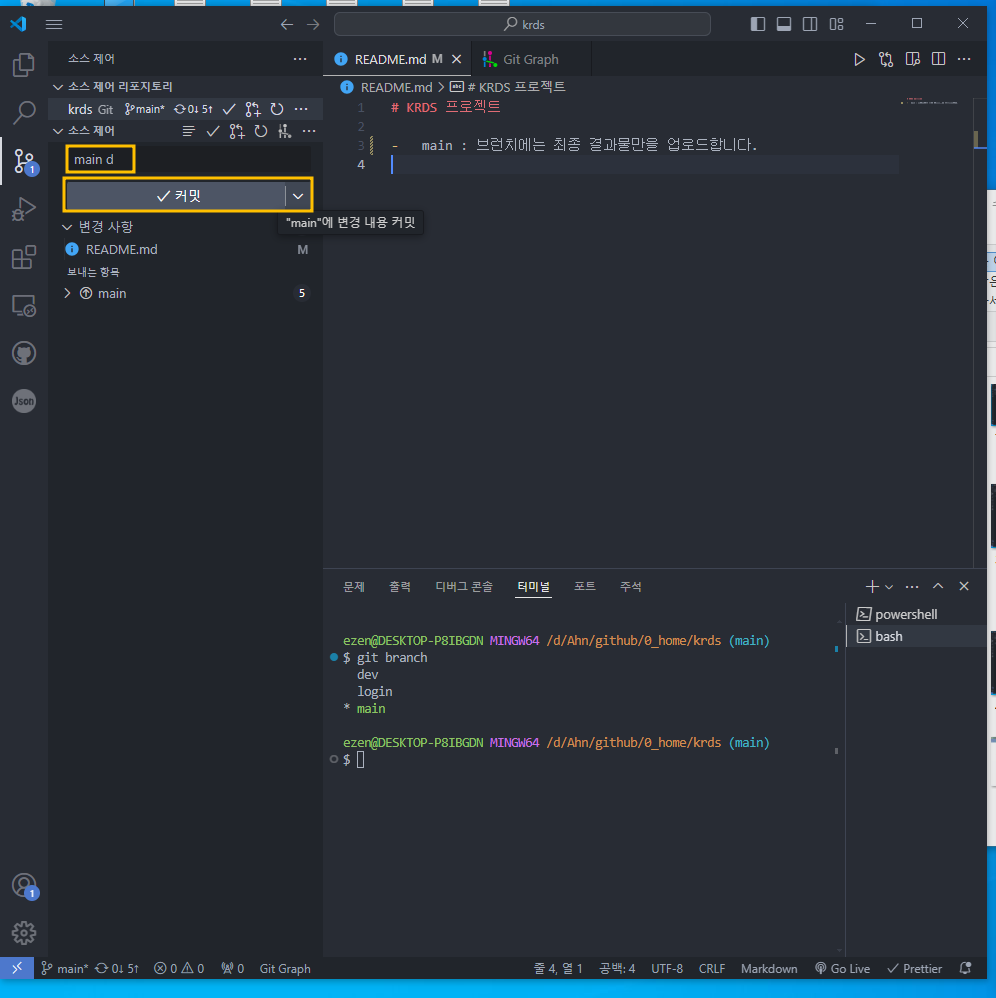 krds
소스 제어
README.md M
Git Graph
소스 제어 리포지토리
krds Git main* 0↓ 5↑
소스 제어
main d
커밋
"main"에 변경 내용 커밋
변경 사항
README.md M
보내는 항목
main 5
1
Json
1
README.md > # KRDS 프로젝트
1 # KRDS 프로젝트
2
3 - main : 브런치에는 최종 결과물만을 업로드합니다.
4
문제 출력 디버그 콘솔 터미널 포트 주석
powershell
bash
ezen@DESKTOP-P8IBGDN MINGW64 /d/Ahn/github/0_home/krds (main)
$ git branch
dev
login
* main
ezen@DESKTOP-P8IBGDN MINGW64 /d/Ahn/github/0_home/krds (main)
$
main* 0↓ 5↑ 0 0 0 Git Graph 줄 4, 열 1 공백: 4 UTF-8 CRLF Markdown Go Live Prettier